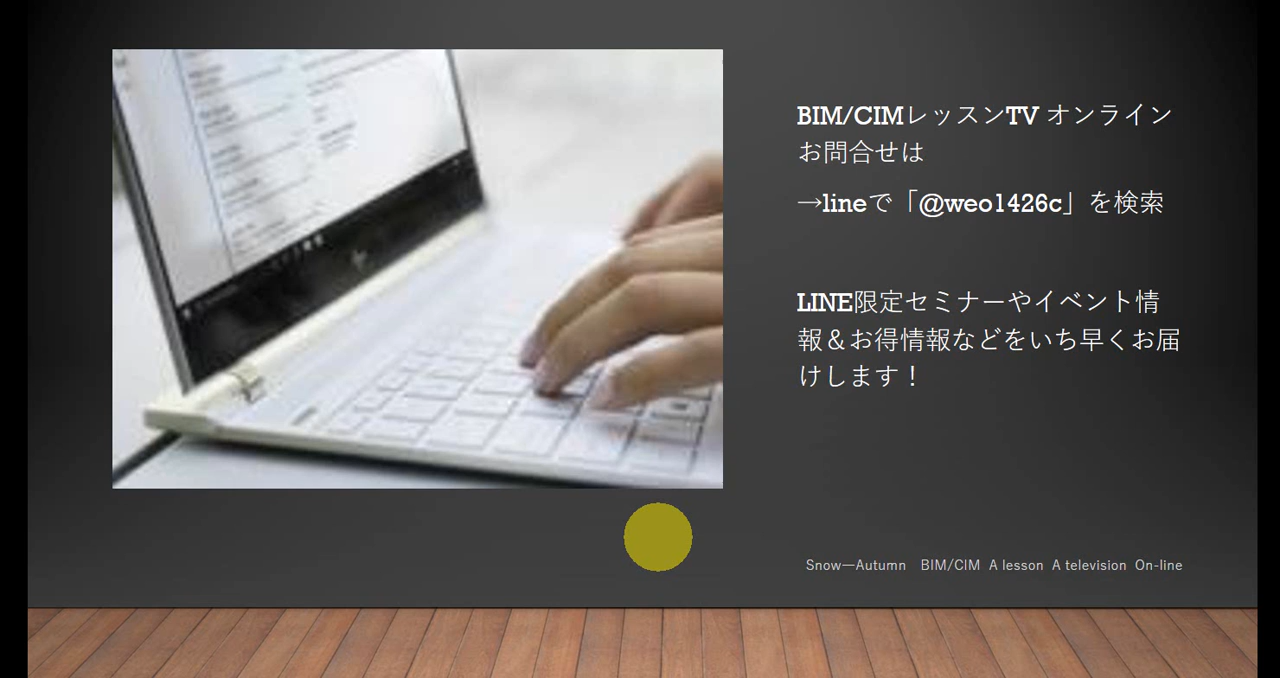 BIM/CIMレッスンTV オンライン
お問合せは
→lineで「@weo1426c」を検索
LINE限定セミナーやイベント情
報＆お得情報などをいち早くお届
けします！
Snow—Autumn　BIM/CIM A lesson A television On-line